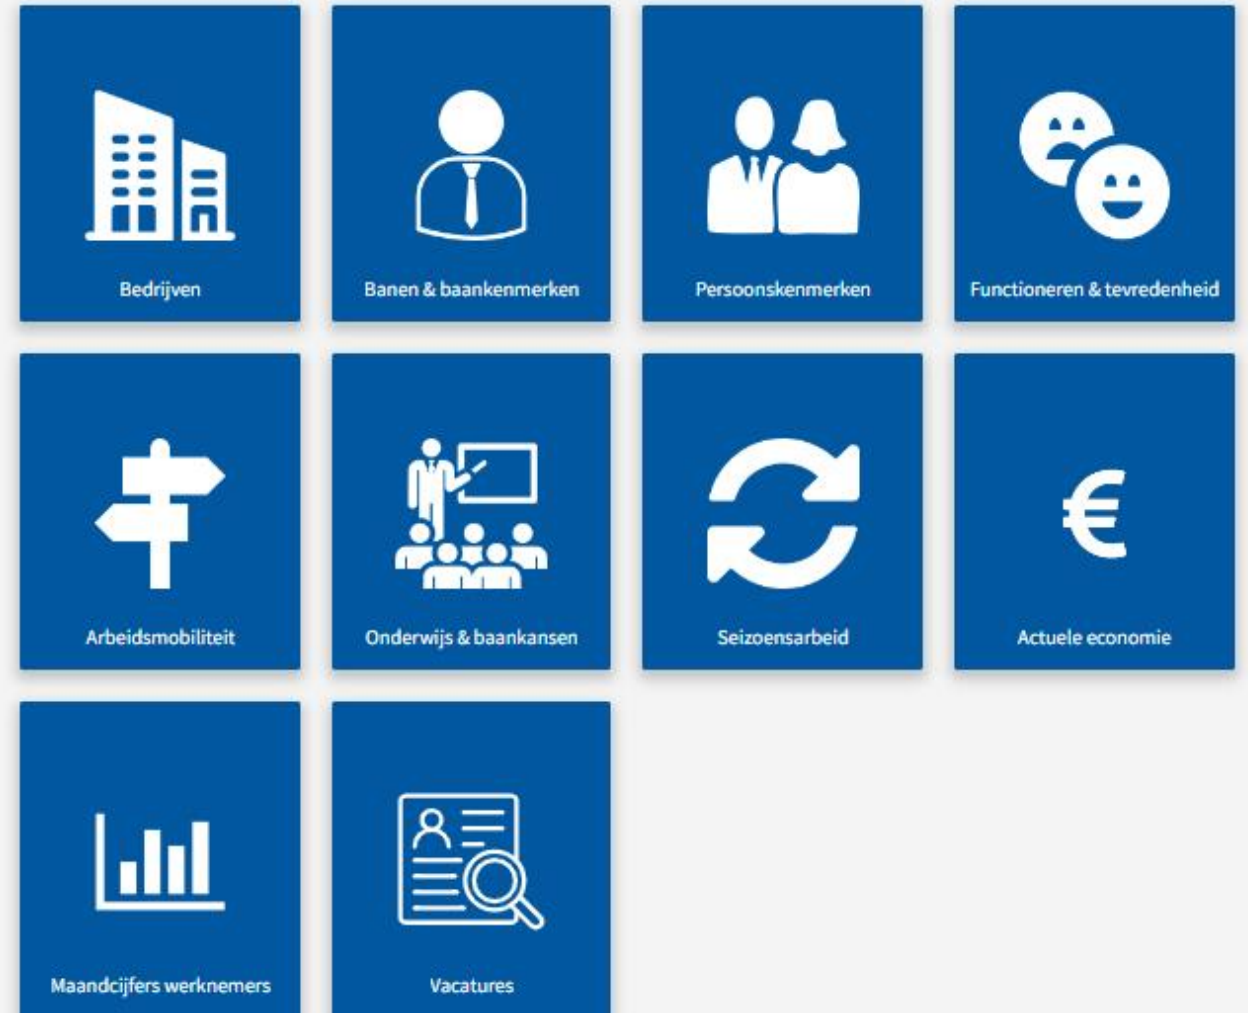 Bedrijven
Banen & baankenmerken
Persoonskenmerken
Functioneren & tevredenheid
Arbeidsmobiliteit
Onderwijs & baankansen
Seizoensarbeid
€
Actuele economie
Maandcijfers werknemers
Vacatures